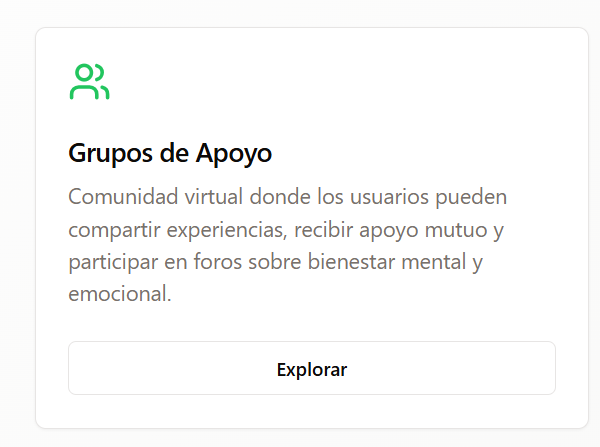 Grupos de Apoyo
Comunidad virtual donde los usuarios pueden
compartir experiencias, recibir apoyo mutuo y
participar en foros sobre bienestar mental y
emocional.
Explorar